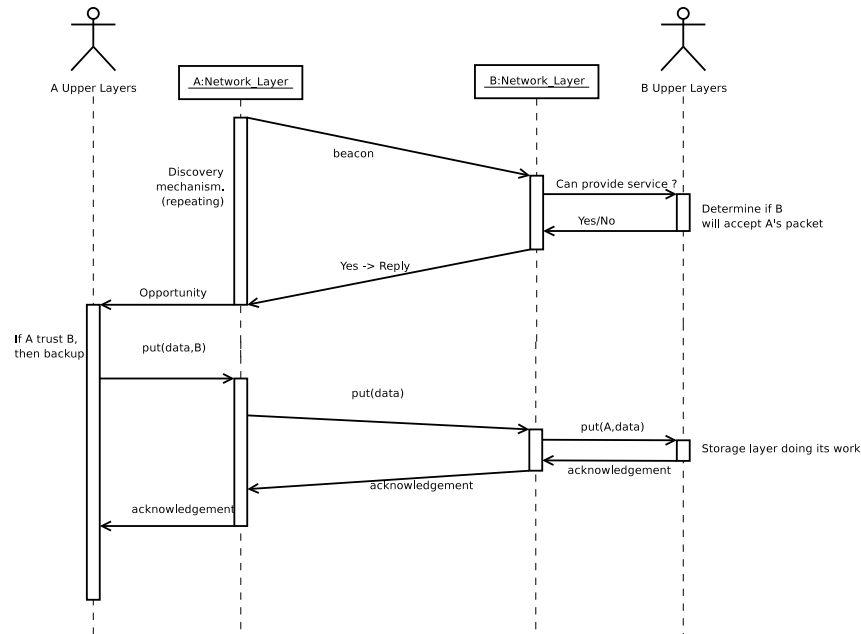 A Upper Layers
A:Network_Layer
B:Network_Layer
B Upper Layers
beacon
Discovery
mechanism.
(repeating)
Can provide service ?
Determine if B
will accept A's packet
Yes/No
Yes -> Reply
Opportunity
If A trust B,
then backup
put(data,B)
put(data)
put(A,data)
Storage layer doing its work
acknowledgement
acknowledgement
acknowledgement